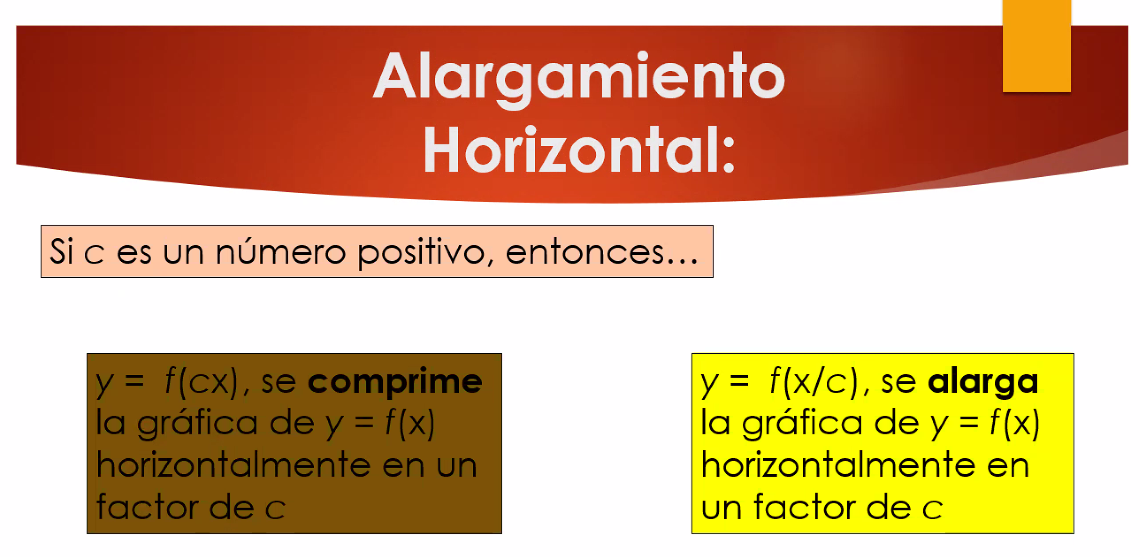 Alargamiento
Horizontal:
Si c es un número positivo, entonces...
y = f(cx), se comprime
la gráfica de y = f(x)
horizontalmente en un
factor de c
y = f(x/c), se alarga
la gráfica de y = f(x)
horizontalmente en
un factor de c